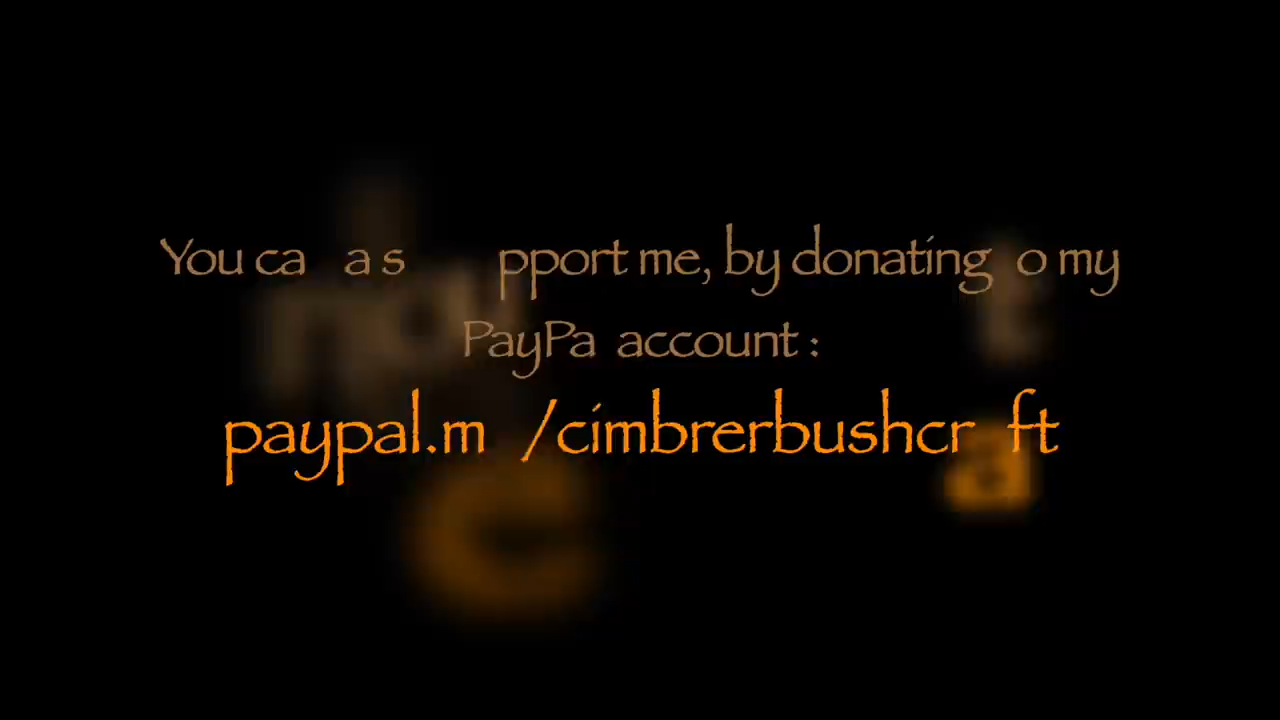 You ca a s pport me, by donating o my
PayPa account :
paypal.m /cimbrerbushcr ft